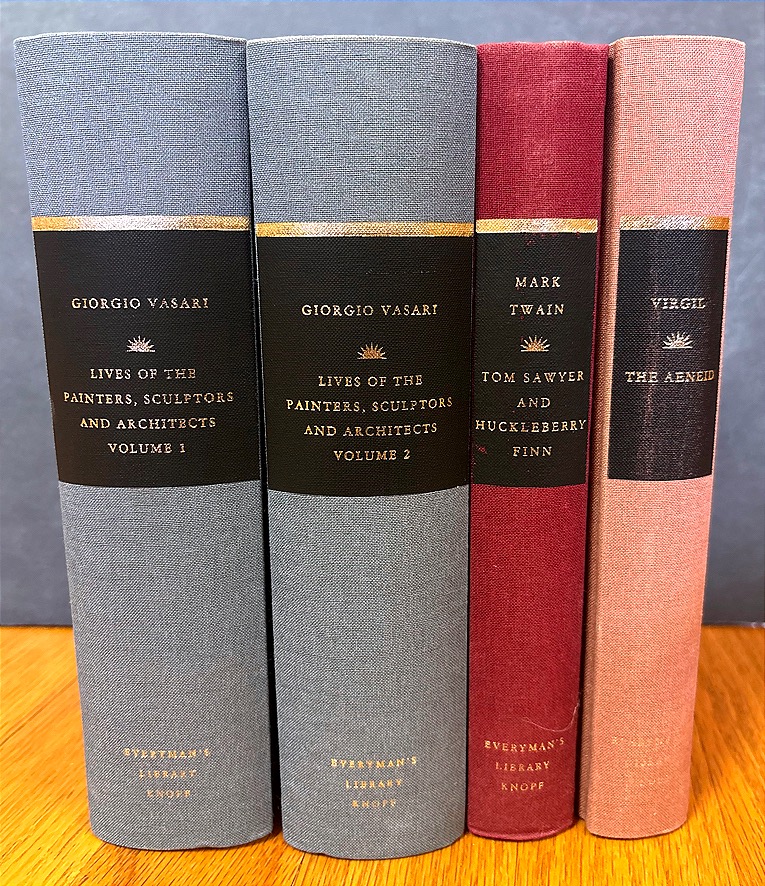 GIORGIO VASARI
LIVES OF THE
PAINTERS, SCULPTORS
AND ARCHITECTS
VOLUME 1
EVERYMAN'S
LIBRARY
KNOPF
GIORGIO VASARI
LIVES OF THE
PAINTERS, SCULPTORS
AND ARCHITECTS
VOLUME 2
EVERYMAN'S
LIBRARY
KNOPF
MARK
TWAIN
TOM SAWYER
AND
HUCKLEBERRY
FINN
EVERYMAN'S
LIBRARY
KNOPF
VIRGIL
THE AENEID